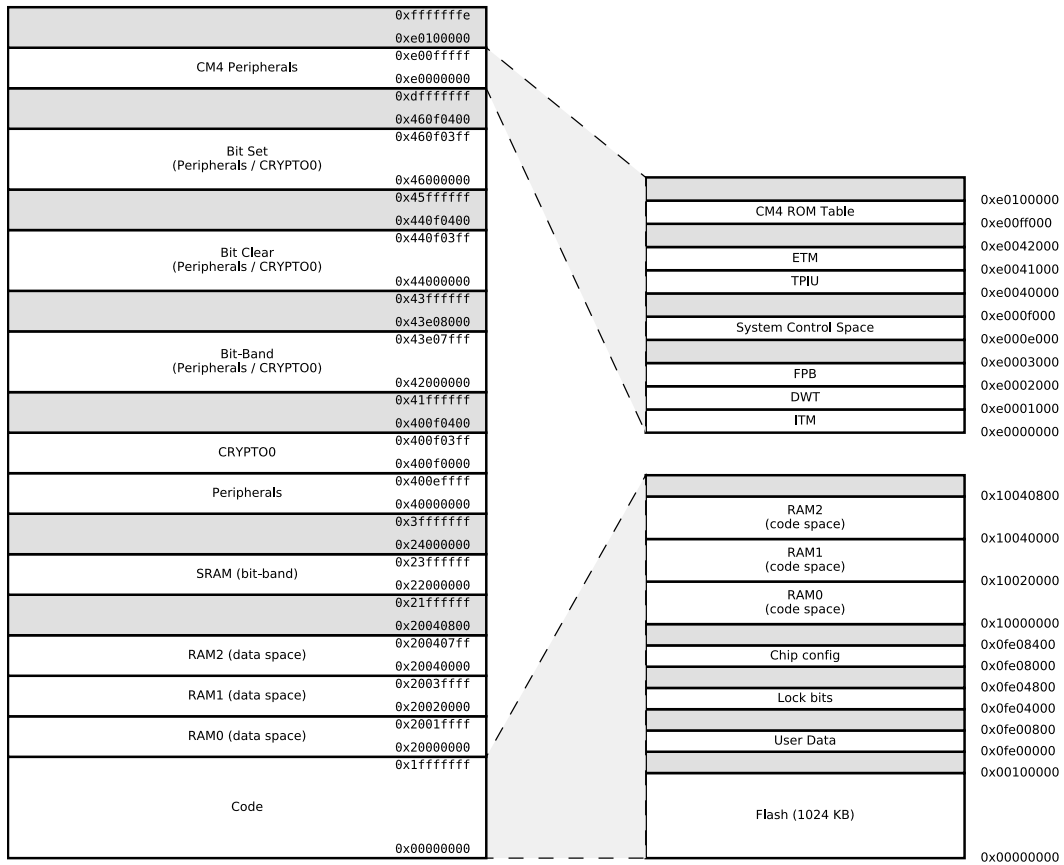 0xfffffffe
0xe0100000
0xe00fffff
CM4 Peripherals
0xe0000000
0xdfffffff
0x460f0400
0x460f03ff
Bit Set
(Peripherals / CRYPTO0)
0x46000000
0x45ffffff
0x440f0400
0x440f03ff
Bit Clear
(Peripherals / CRYPTO0)
0x44000000
0x43ffffff
0x43e08000
0x43e07fff
Bit-Band
(Peripherals / CRYPTO0)
0x42000000
0x41ffffff
0x400f0400
0x400f03ff
CRYPTO0
0x400f0000
0x400effff
Peripherals
0x40000000
0x3fffffff
0x24000000
0x23ffffff
SRAM (bit-band)
0x22000000
0x21ffffff
0x20040800
0x200407ff
RAM2 (data space)
0x20040000
0x2003ffff
RAM1 (data space)
0x20020000
0x2001ffff
RAM0 (data space)
0x20000000
0x1fffffff
Code
0x00000000
0xe0100000
CM4 ROM Table
0xe00ff000
0xe0042000
ETM
0xe0041000
TPIU
0xe0040000
0xe000f000
System Control Space
0xe000e000
0xe0003000
FPB
0xe0002000
DWT
0xe0001000
ITM
0xe0000000
0x10040800
RAM2
(code space)
0x10040000
RAM1
(code space)
0x10020000
RAM0
(code space)
0x10000000
0x0fe08400
Chip config
0x0fe08000
0x0fe04800
Lock bits
0x0fe04000
0x0fe00800
User Data
0x0fe00000
0x00100000
Flash (1024 KB)
0x00000000